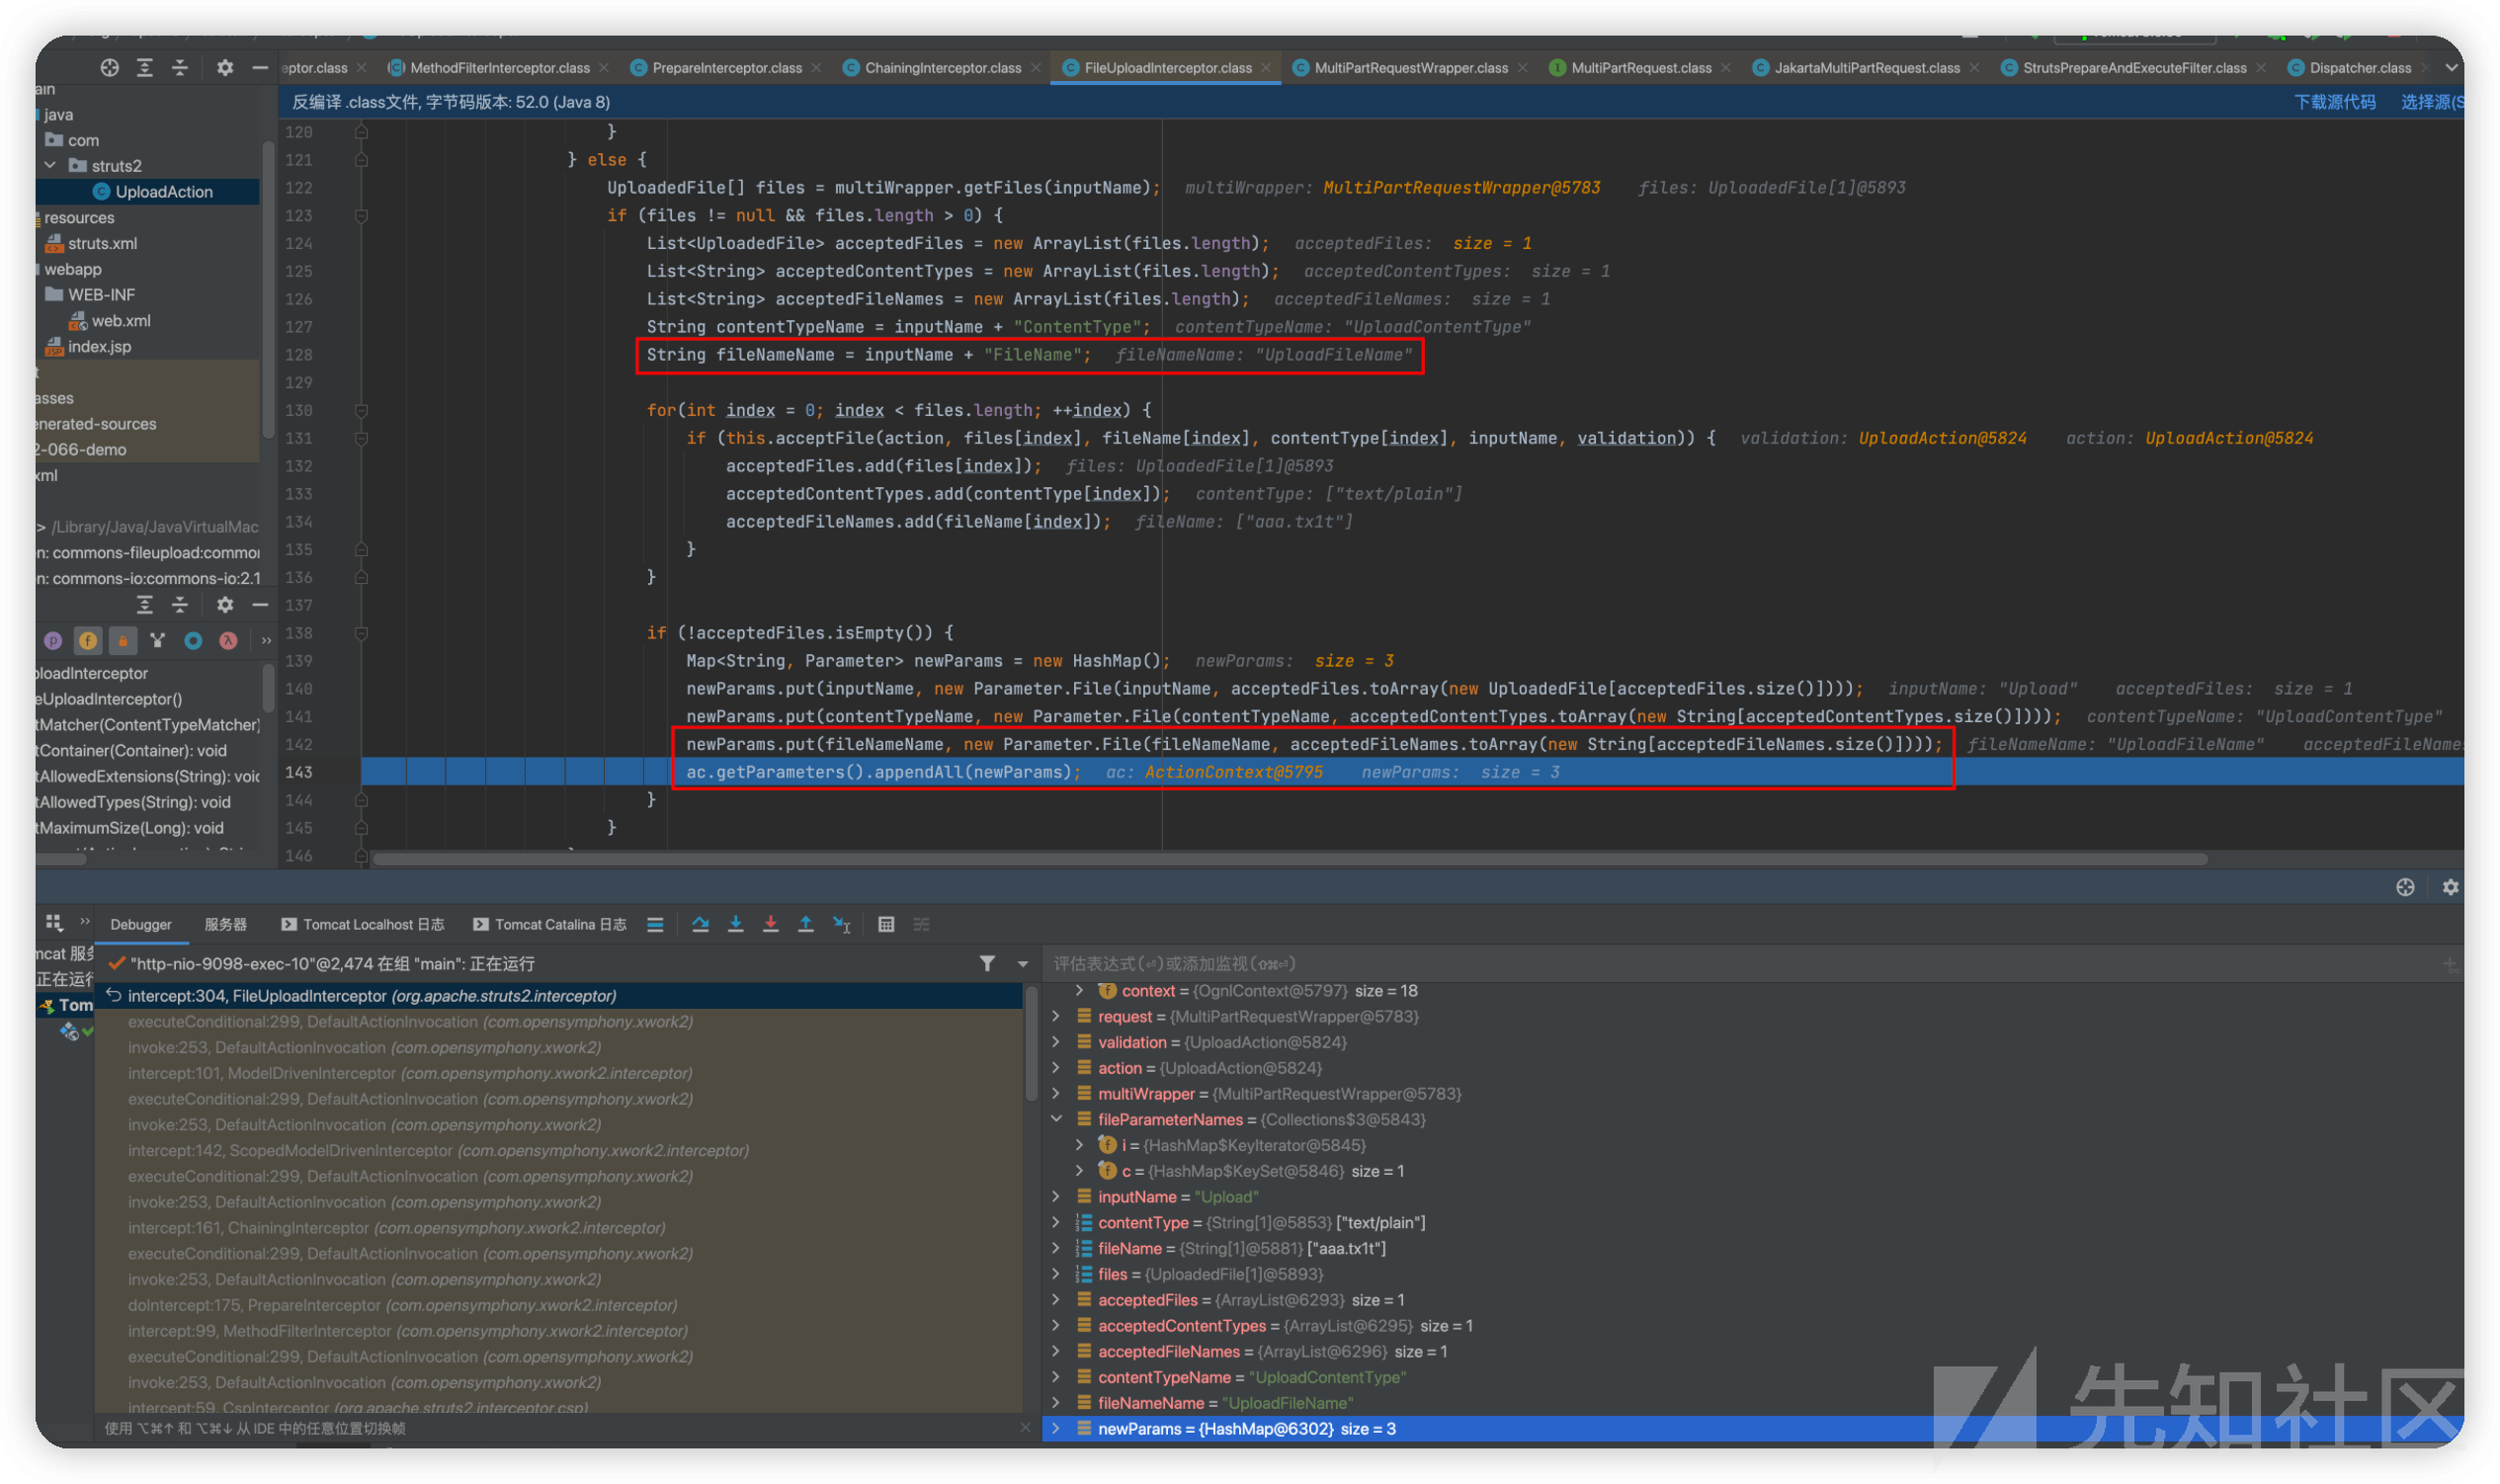 eptor.class
MethodFilterInterceptor.class
PrepareInterceptor.class
ChainingInterceptor.class
FileUploadInterceptor.class
MultiPartRequestWrapper.class
MultiPartRequest.class
JakartaMultiPartRequest.class
StrutsPrepareAndExecuteFilter.class
Dispatcher.class
反编译 .class文件, 字节码版本: 52.0 (Java 8)
下载源代码 选择源(S
ain
java
com
struts2
UploadAction
resources
struts.xml
webapp
WEB-INF
web.xml
index.jsp
t
asses
enerated-sources
2-066-demo
xml
> /Library/Java/JavaVirtualMac
n: commons-fileupload:commo
n: commons-io:commons-io:2.1
ploadInterceptor
eUploadInterceptor()
tMatcher(ContentTypeMatcher)
tContainer(Container): void
tAllowedExtensions(String): voic
tAllowedTypes(String): void
tMaximumSize(Long): void
120 }
121 } else {
122 UploadedFile[] files = multiWrapper.getFiles(inputName); multiWrapper: MultiPartRequestWrapper@5783 files: UploadedFile[1]@5893
123 if (files != null && files.length > 0) {
124 List<UploadedFile> acceptedFiles = new ArrayList(files.length); acceptedFiles: size = 1
125 List<String> acceptedContentTypes = new ArrayList(files.length); acceptedContentTypes: size = 1
126 List<String> acceptedFileNames = new ArrayList(files.length); acceptedFileNames: size = 1
127 String contentTypeName = inputName + "ContentType"; contentTypeName: "UploadContentType"
128 String fileNameName = inputName + "FileName"; fileNameName: "UploadFileName"
129
130 for(int index = 0; index < files.length; ++index) {
131 if (this.acceptFile(action, files[index], fileName[index], contentType[index], inputName, validation)) { validation: UploadAction@5824 action: UploadAction@5824
132 acceptedFiles.add(files[index]); files: UploadedFile[1]@5893
133 acceptedContentTypes.add(contentType[index]); contentType: ["text/plain"]
134 acceptedFileNames.add(fileName[index]); fileName: ["aaa.tx1t"]
135 }
136 }
137
138 if (!acceptedFiles.isEmpty()) {
139 Map<String, Parameter> newParams = new HashMap(); newParams: size = 3
140 newParams.put(inputName, new Parameter.File(inputName, acceptedFiles.toArray(new UploadedFile[acceptedFiles.size()]))); inputName: "Upload" acceptedFiles: size = 1
141 newParams.put(contentTypeName, new Parameter.File(contentTypeName, acceptedContentTypes.toArray(new String[acceptedContentTypes.size()]))); contentTypeName: "UploadContentType"
142 newParams.put(fileNameName, new Parameter.File(fileNameName, acceptedFileNames.toArray(new String[acceptedFileNames.size()]))); fileNameName: "UploadFileName" acceptedFileName
143 ac.getParameters().appendAll(newParams); ac: ActionContext@5795 newParams: size = 3
144 }
145 }
146
Debugger
服务器
Tomcat Localhost 日志
Tomcat Catalina 日志
mcat 服务
正在运行
Tom
"http-nio-9098-exec-10"@2,474 在组 "main": 正在运行
intercept:304, FileUploadInterceptor (org.apache.struts2.interceptor)
executeConditional:299, DefaultActionInvocation (com.opensymphony.xwork2)
invoke:253, DefaultActionInvocation (com.opensymphony.xwork2)
intercept:101, ModelDrivenInterceptor (com.opensymphony.xwork2.interceptor)
executeConditional:299, DefaultActionInvocation (com.opensymphony.xwork2)
invoke:253, DefaultActionInvocation (com.opensymphony.xwork2)
intercept:142, ScopedModelDrivenInterceptor (com.opensymphony.xwork2.interceptor)
executeConditional:299, DefaultActionInvocation (com.opensymphony.xwork2)
invoke:253, DefaultActionInvocation (com.opensymphony.xwork2)
intercept:161, ChainingInterceptor (com.opensymphony.xwork2.interceptor)
executeConditional:299, DefaultActionInvocation (com.opensymphony.xwork2)
invoke:253, DefaultActionInvocation (com.opensymphony.xwork2)
doIntercept:175, PrepareInterceptor (com.opensymphony.xwork2.interceptor)
intercept:99, MethodFilterInterceptor (com.opensymphony.xwork2.interceptor)
executeConditional:299, DefaultActionInvocation (com.opensymphony.xwork2)
invoke:253, DefaultActionInvocation (com.opensymphony.xwork2)
intercept:59, CspInterceptor (org.apache.struts2.interceptor.csp)
使用 ⌥⌘↑ 和 ⌥⌘↓ 从 IDE 中的任意位置切换帧
评估表达式(⏎)或添加监视(⇧⌘⏎)
context = {OgnlContext@5797} size = 18
request = {MultiPartRequestWrapper@5783}
validation = {UploadAction@5824}
action = {UploadAction@5824}
multiWrapper = {MultiPartRequestWrapper@5783}
fileParameterNames = {Collections$3@5843}
i = {HashMap$KeyIterator@5845}
c = {HashMap$KeySet@5846} size = 1
inputName = "Upload"
contentType = {String[1]@5853} ["text/plain"]
fileName = {String[1]@5881} ["aaa.tx1t"]
files = {UploadedFile[1]@5893}
acceptedFiles = {ArrayList@6293} size = 1
acceptedContentTypes = {ArrayList@6295} size = 1
acceptedFileNames = {ArrayList@6296} size = 1
contentTypeName = "UploadContentType"
fileNameName = "UploadFileName"
newParams = {HashMap@6302} size = 3
先知社区